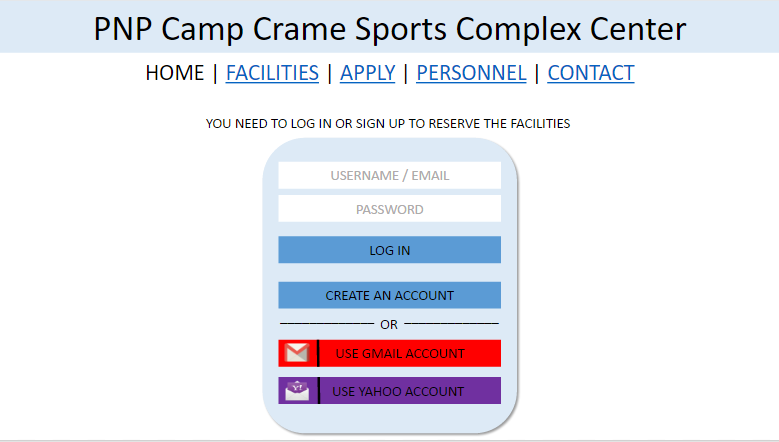 PNP Camp Crame Sports Complex Center
HOME | FACILITIES | APPLY | PERSONNEL | CONTACT
YOU NEED TO LOG IN OR SIGN UP TO RESERVE THE FACILITIES
USERNAME / EMAIL
PASSWORD
LOG IN
CREATE AN ACCOUNT
OR
USE GMAIL ACCOUNT
USE YAHOO ACCOUNT